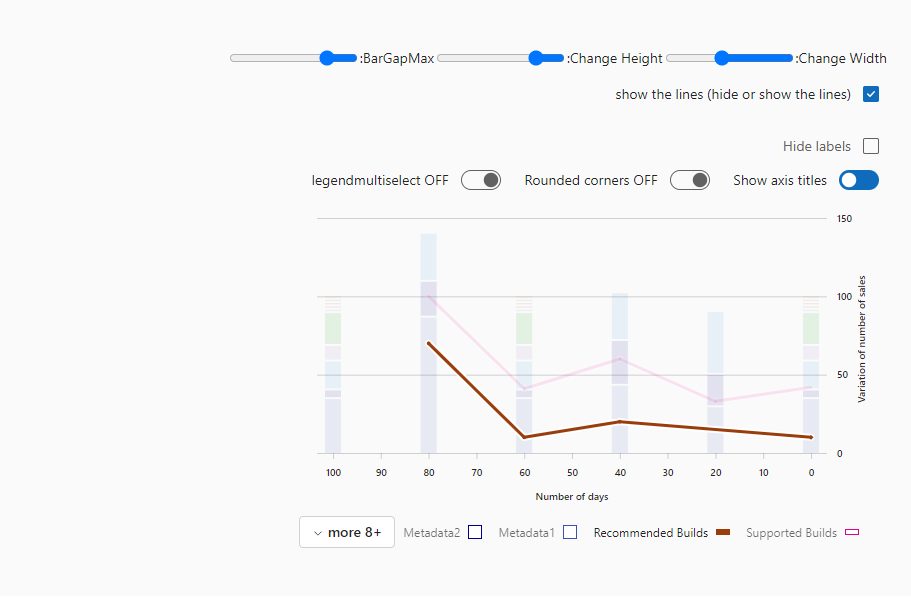 :BarGapMax :Change Height :Change Width
show the lines (hide or show the lines)
Hide labels
legendmultiselect OFF Rounded corners OFF Show axis titles
150
100
50
0
Variation of number of sales
100 90 80 70 60 50 40 30 20 10 0
Number of days
more 8+ Metadata2 Metadata1 Recommended Builds Supported Builds